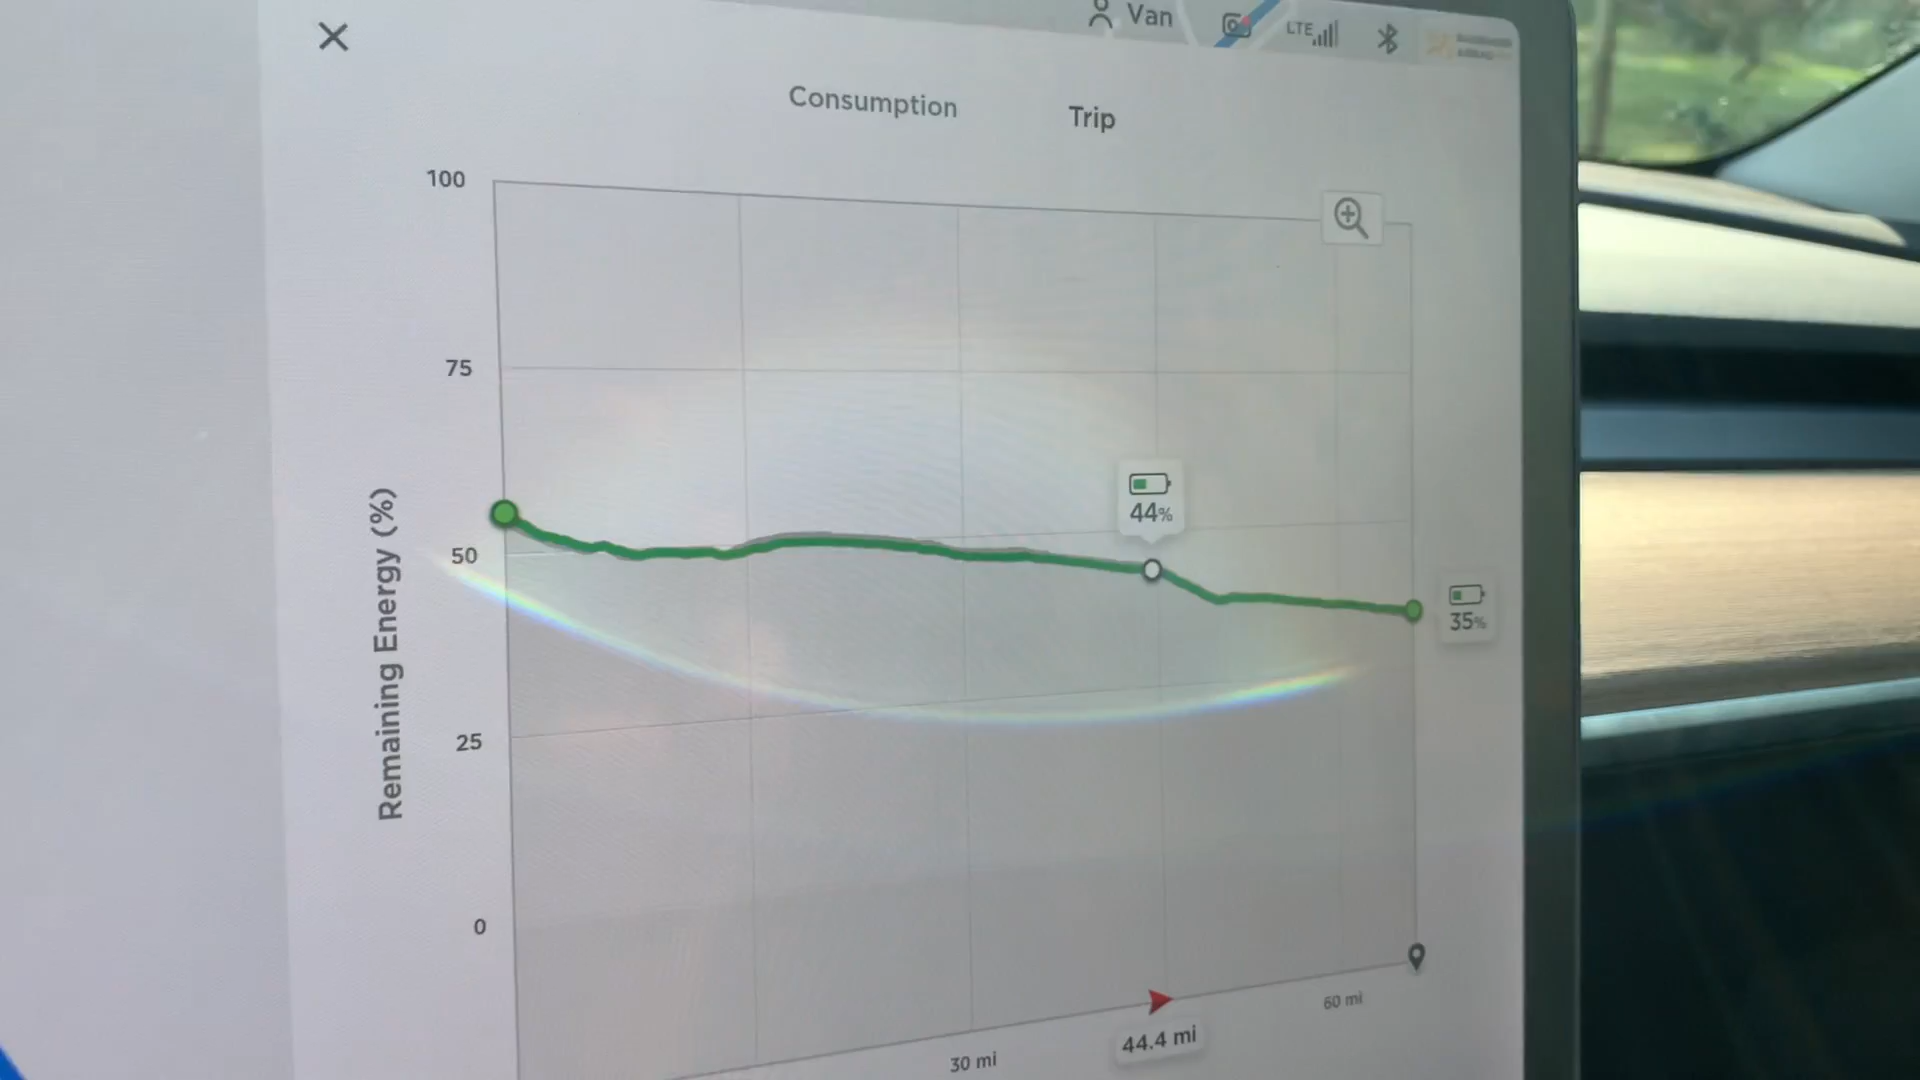 Van
LTE
Consumption
Trip
100
75
50
25
0
Remaining Energy (%)
44%
35%
30 mi
44.4 mi
60 mi